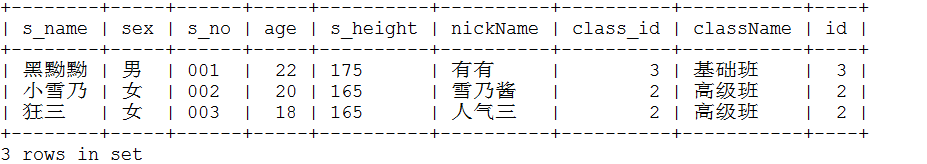 +--------+-----+------+-----+----------+----------+----------+-----------+----+
| s_name | sex | s_no | age | s_height | nickName | class_id | className | id |
+--------+-----+------+-----+----------+----------+----------+-----------+----+
| 黑黝黝 | 男 | 001 | 22 | 175 | 有有 | 3 | 基础班 | 3 |
| 小雪乃 | 女 | 002 | 20 | 165 | 雪乃酱 | 2 | 高级班 | 2 |
| 狂三 | 女 | 003 | 18 | 165 | 人气三 | 2 | 高级班 | 2 |
+--------+-----+------+-----+----------+----------+----------+-----------+----+
3 rows in set